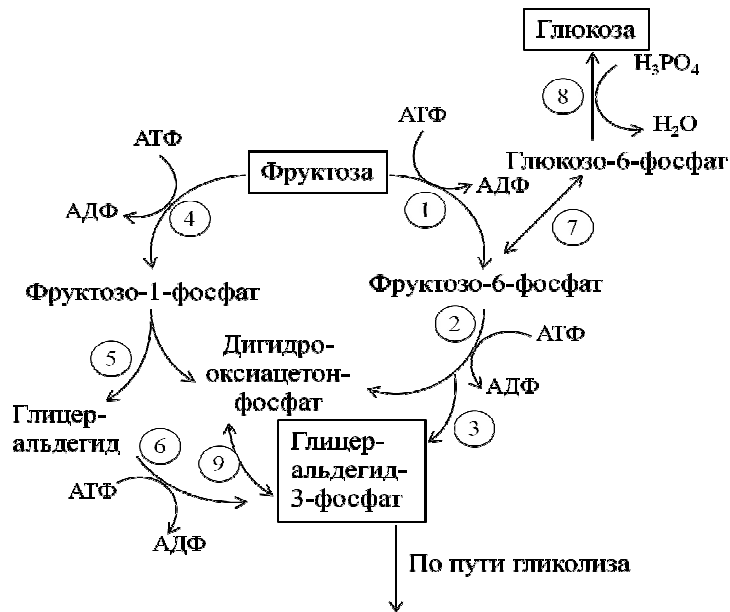 Глюкоза
H₃PO₄
8
H₂O
АТФ
АТФ
Глюкозо-6-фосфат
Фруктоза
АДФ
АДФ
4
1
7
Фруктозо-1-фосфат
Фруктозо-6-фосфат
2
АТФ
5
Дигидро-
оксиацетон-
фосфат
АДФ
Глицер-
альдегид
3
6
9
Глицер-
альдегид-
3-фосфат
АТФ
АДФ
По пути гликолиза